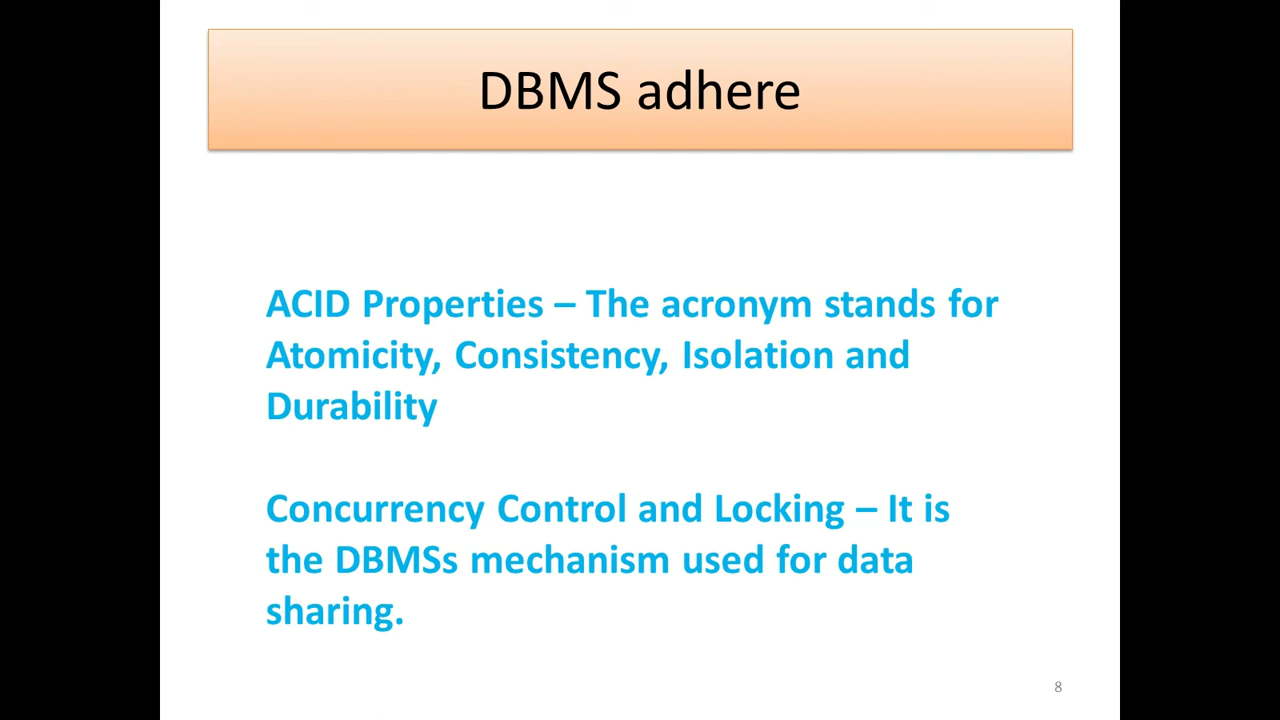 DBMS adhere
ACID Properties – The acronym stands for
Atomicity, Consistency, Isolation and
Durability
Concurrency Control and Locking – It is
the DBMSs mechanism used for data
sharing.
8